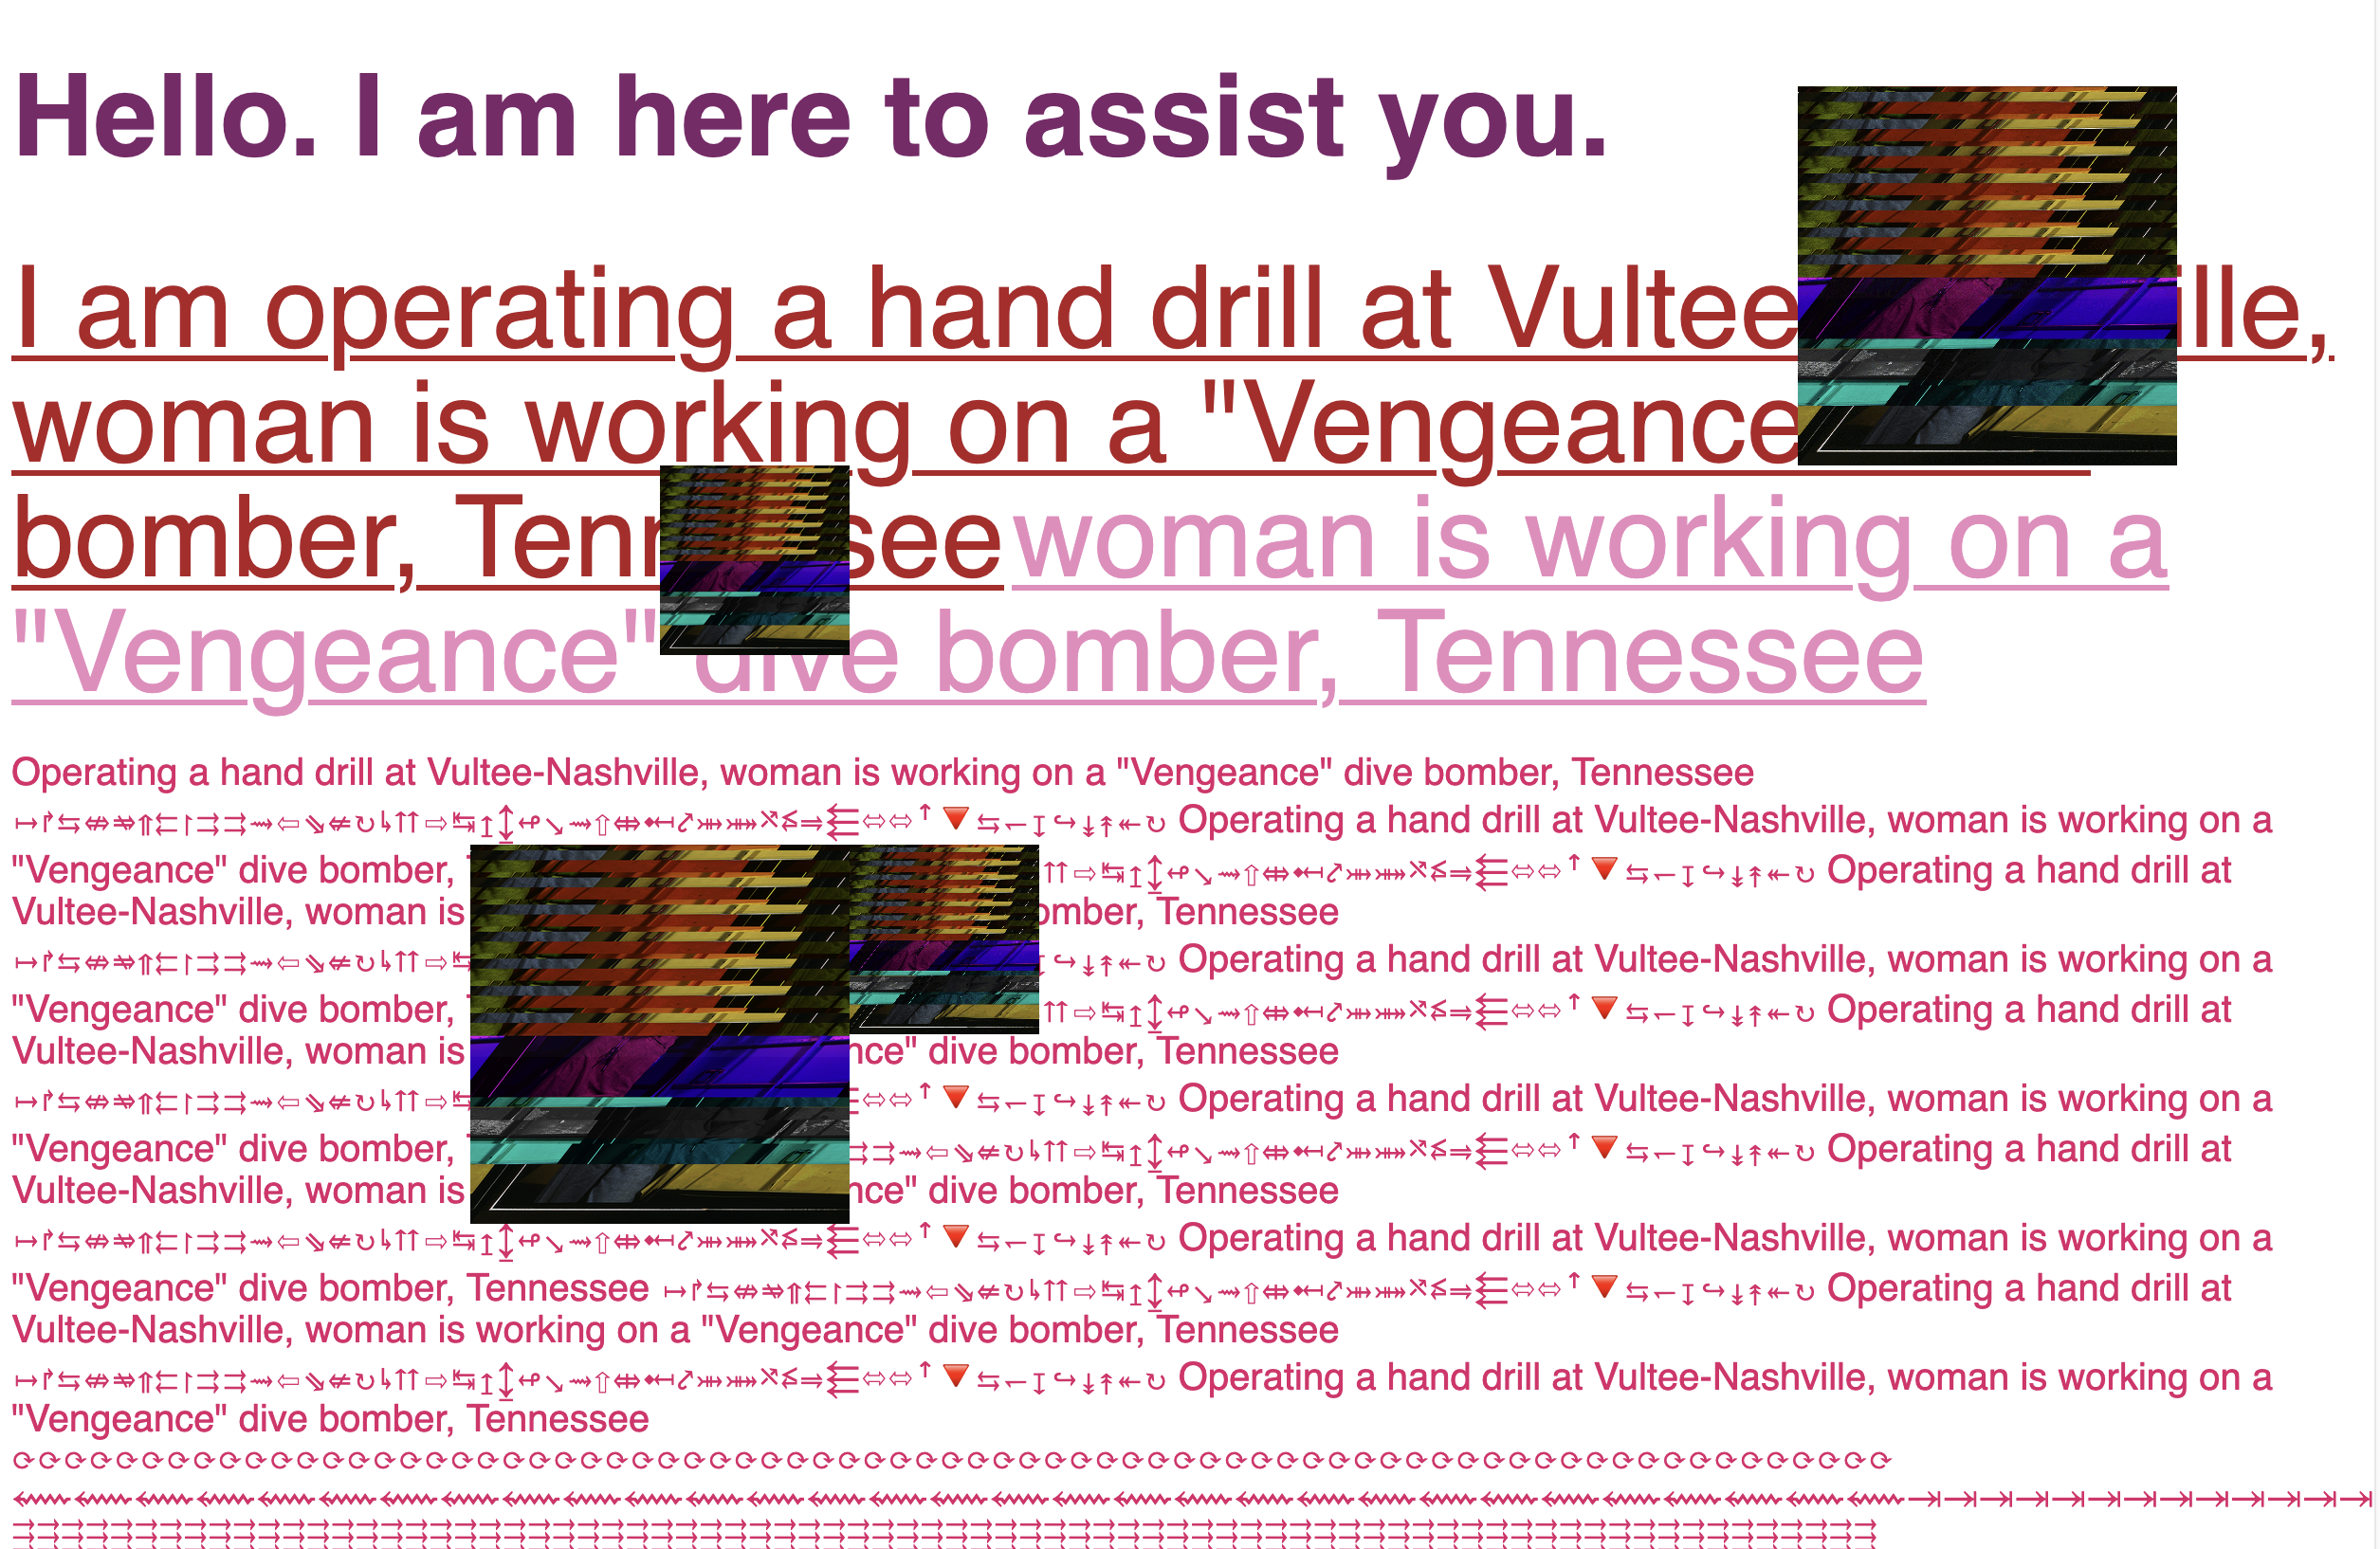 Hello. I am here to assist you.
I am operating a hand drill at Vultee ille,
woman is working on a "Vengeance
bomber, Ten see woman is working on a
"Vengeance" dive bomber, Tennessee
Operating a hand drill at Vultee-Nashville, woman is working on a "Vengeance" dive bomber, Tennessee
Operating a hand drill at Vultee-Nashville, woman is working on a
"Vengeance" dive bomber, Operating a hand drill at
Vultee-Nashville, woman is omber, Tennessee
Operating a hand drill at Vultee-Nashville, woman is working on a
"Vengeance" dive bomber, Operating a hand drill at
Vultee-Nashville, woman is nce" dive bomber, Tennessee
Operating a hand drill at Vultee-Nashville, woman is working on a
"Vengeance" dive bomber, Operating a hand drill at
Vultee-Nashville, woman is nce" dive bomber, Tennessee
Operating a hand drill at Vultee-Nashville, woman is working on a
"Vengeance" dive bomber, Tennessee Operating a hand drill at
Vultee-Nashville, woman is working on a "Vengeance" dive bomber, Tennessee
Operating a hand drill at Vultee-Nashville, woman is working on a
"Vengeance" dive bomber, Tennessee